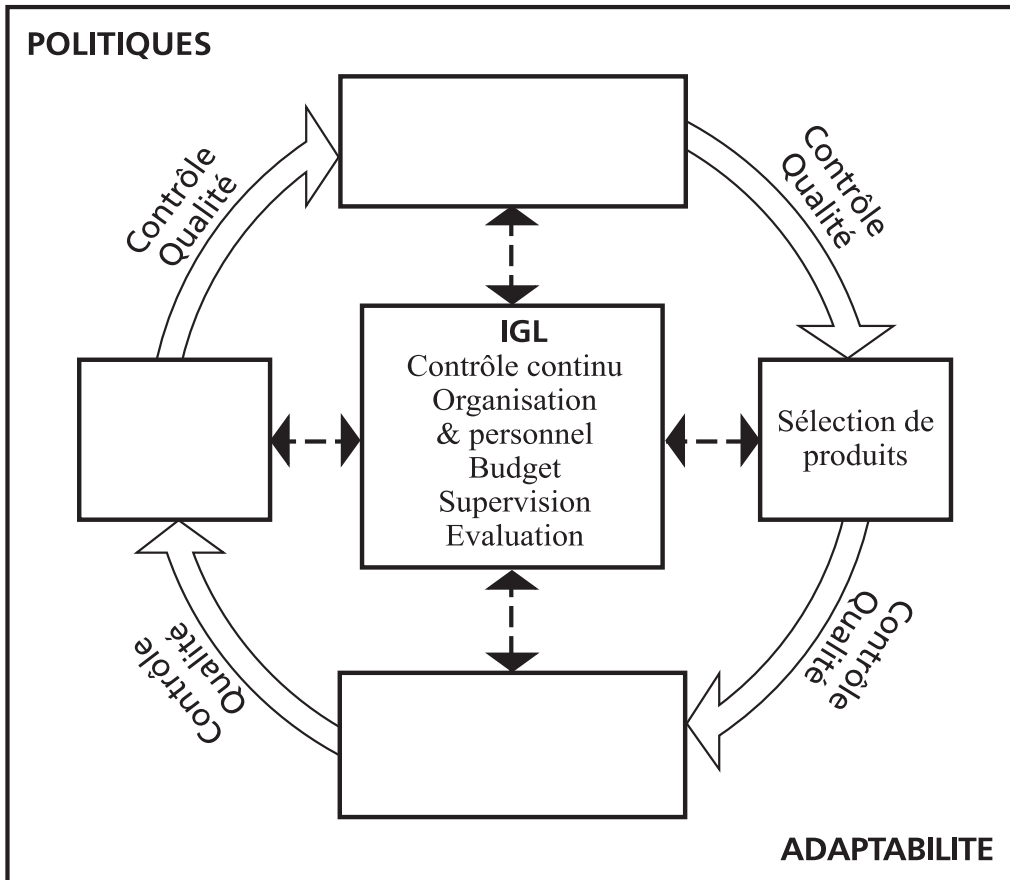 POLITIQUES
Contrôle
Qualité
Contrôle
Qualité
IGL
Contrôle continu
Organisation
& personnel
Budget
Supervision
Evaluation
Sélection de
produits
Contrôle
Qualité
Contrôle
Qualité
ADAPTABILITE